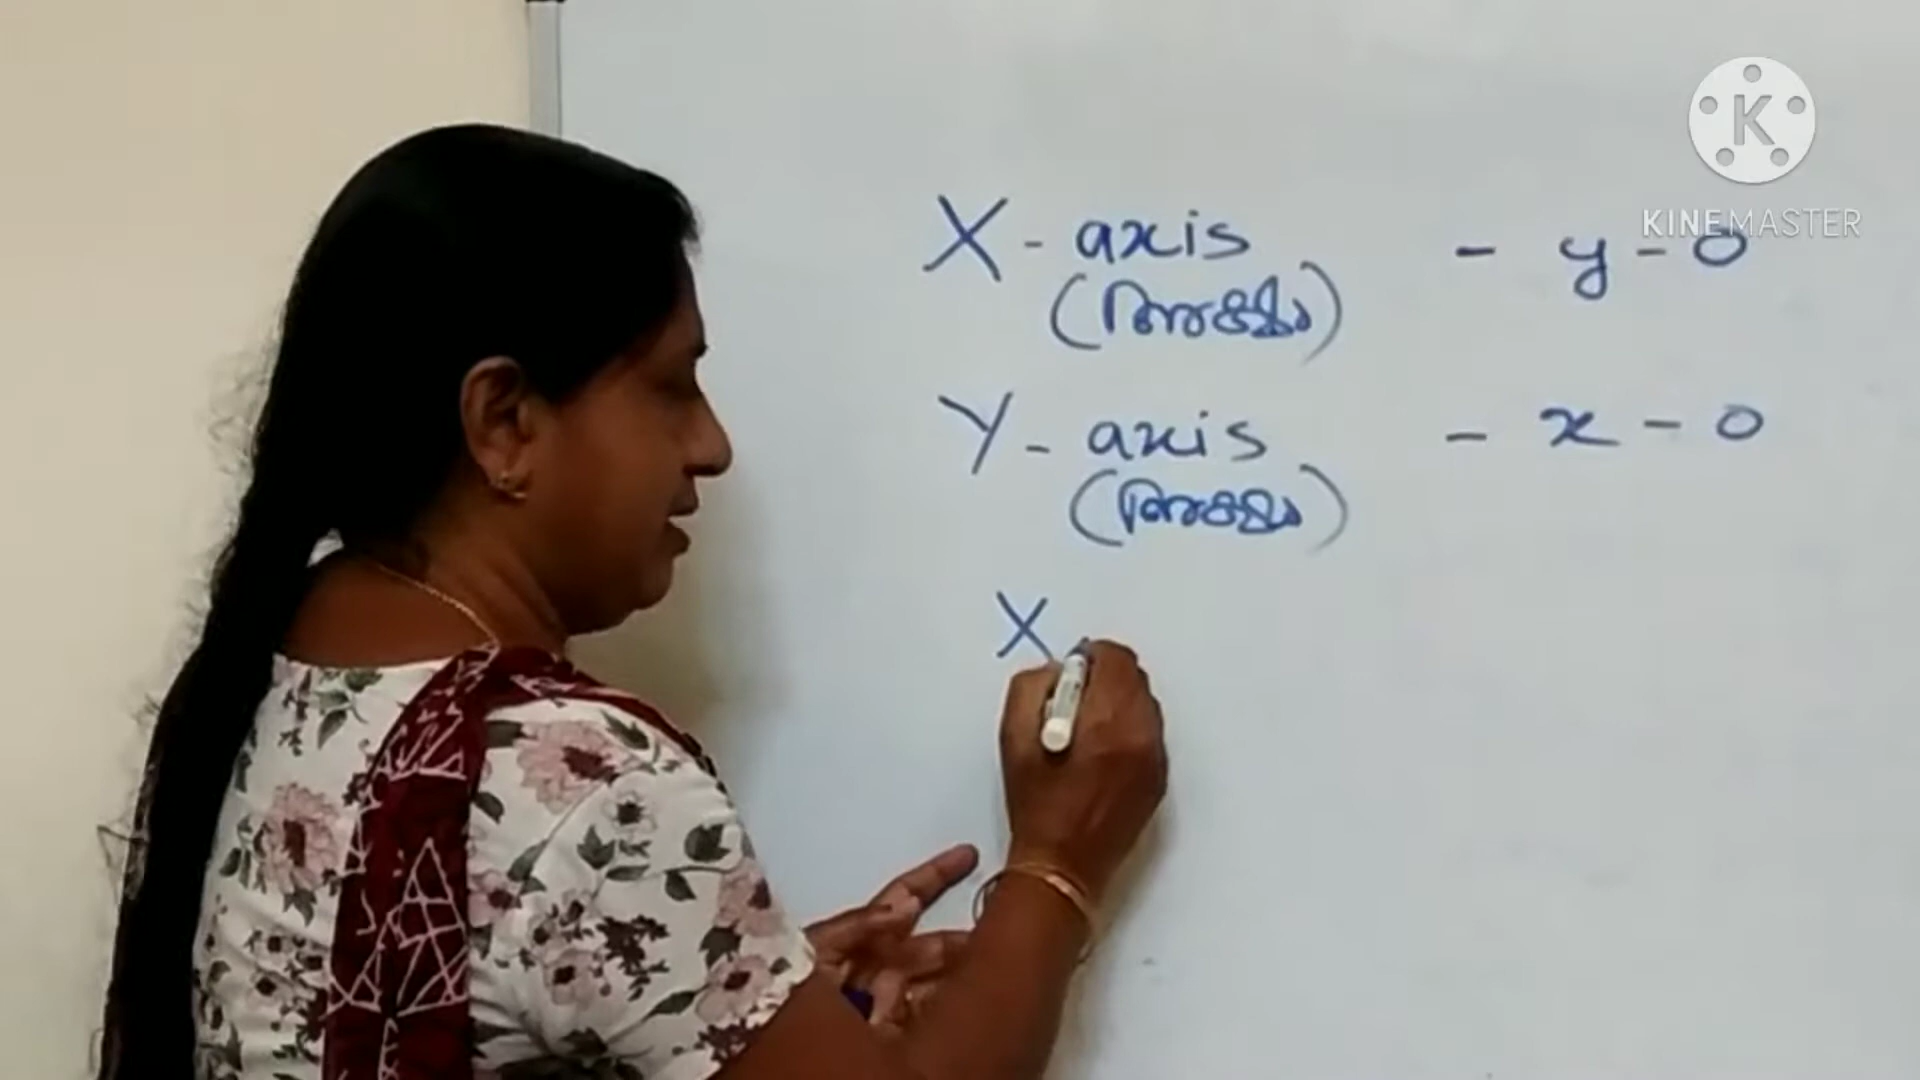 X - axis - y - 0
KINEMASTER
Y - axis - x - 0
X